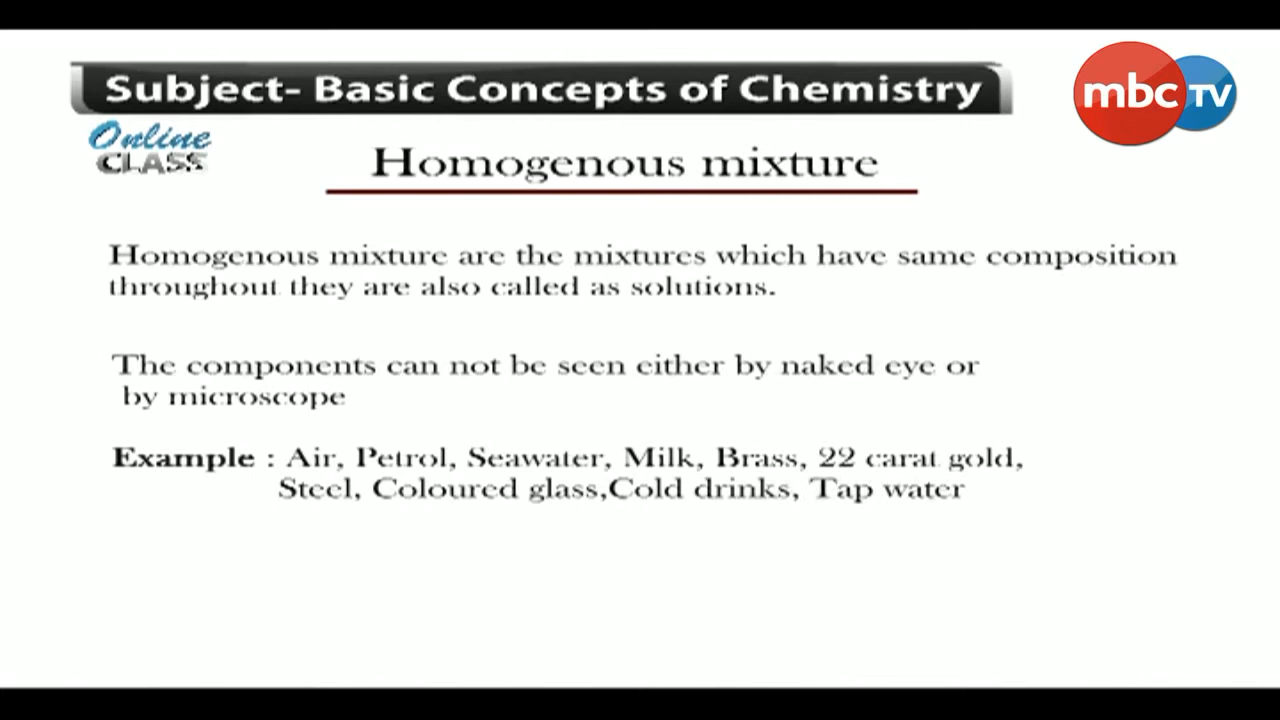 Subject- Basic Concepts of Chemistry
mbc TV
Online
CLASS
Homogenous mixture
Homogenous mixture are the mixtures which have same composition
throughout they are also called as solutions.
The components can not be seen either by naked eye or
by microscope
Example : Air, Petrol, Seawater, Milk, Brass, 22 carat gold,
Steel, Coloured glass,Cold drinks, Tap water